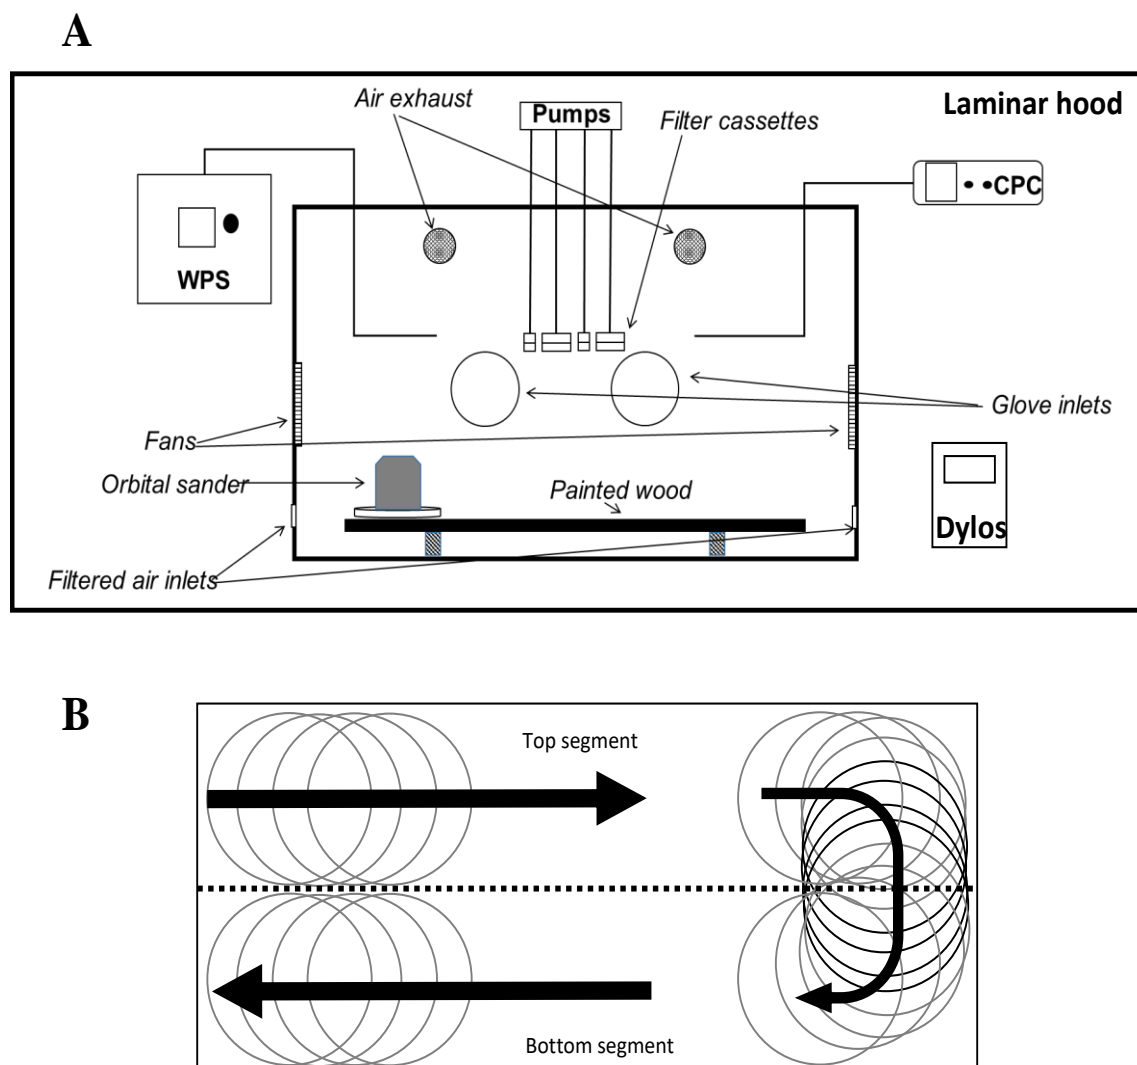 A
Laminar hood
Air exhaust
Pumps
Filter cassettes
CPC
WPS
Glove inlets
Fans
Orbital sander
Painted wood
Dylos
Filtered air inlets
B
Top segment
Bottom segment